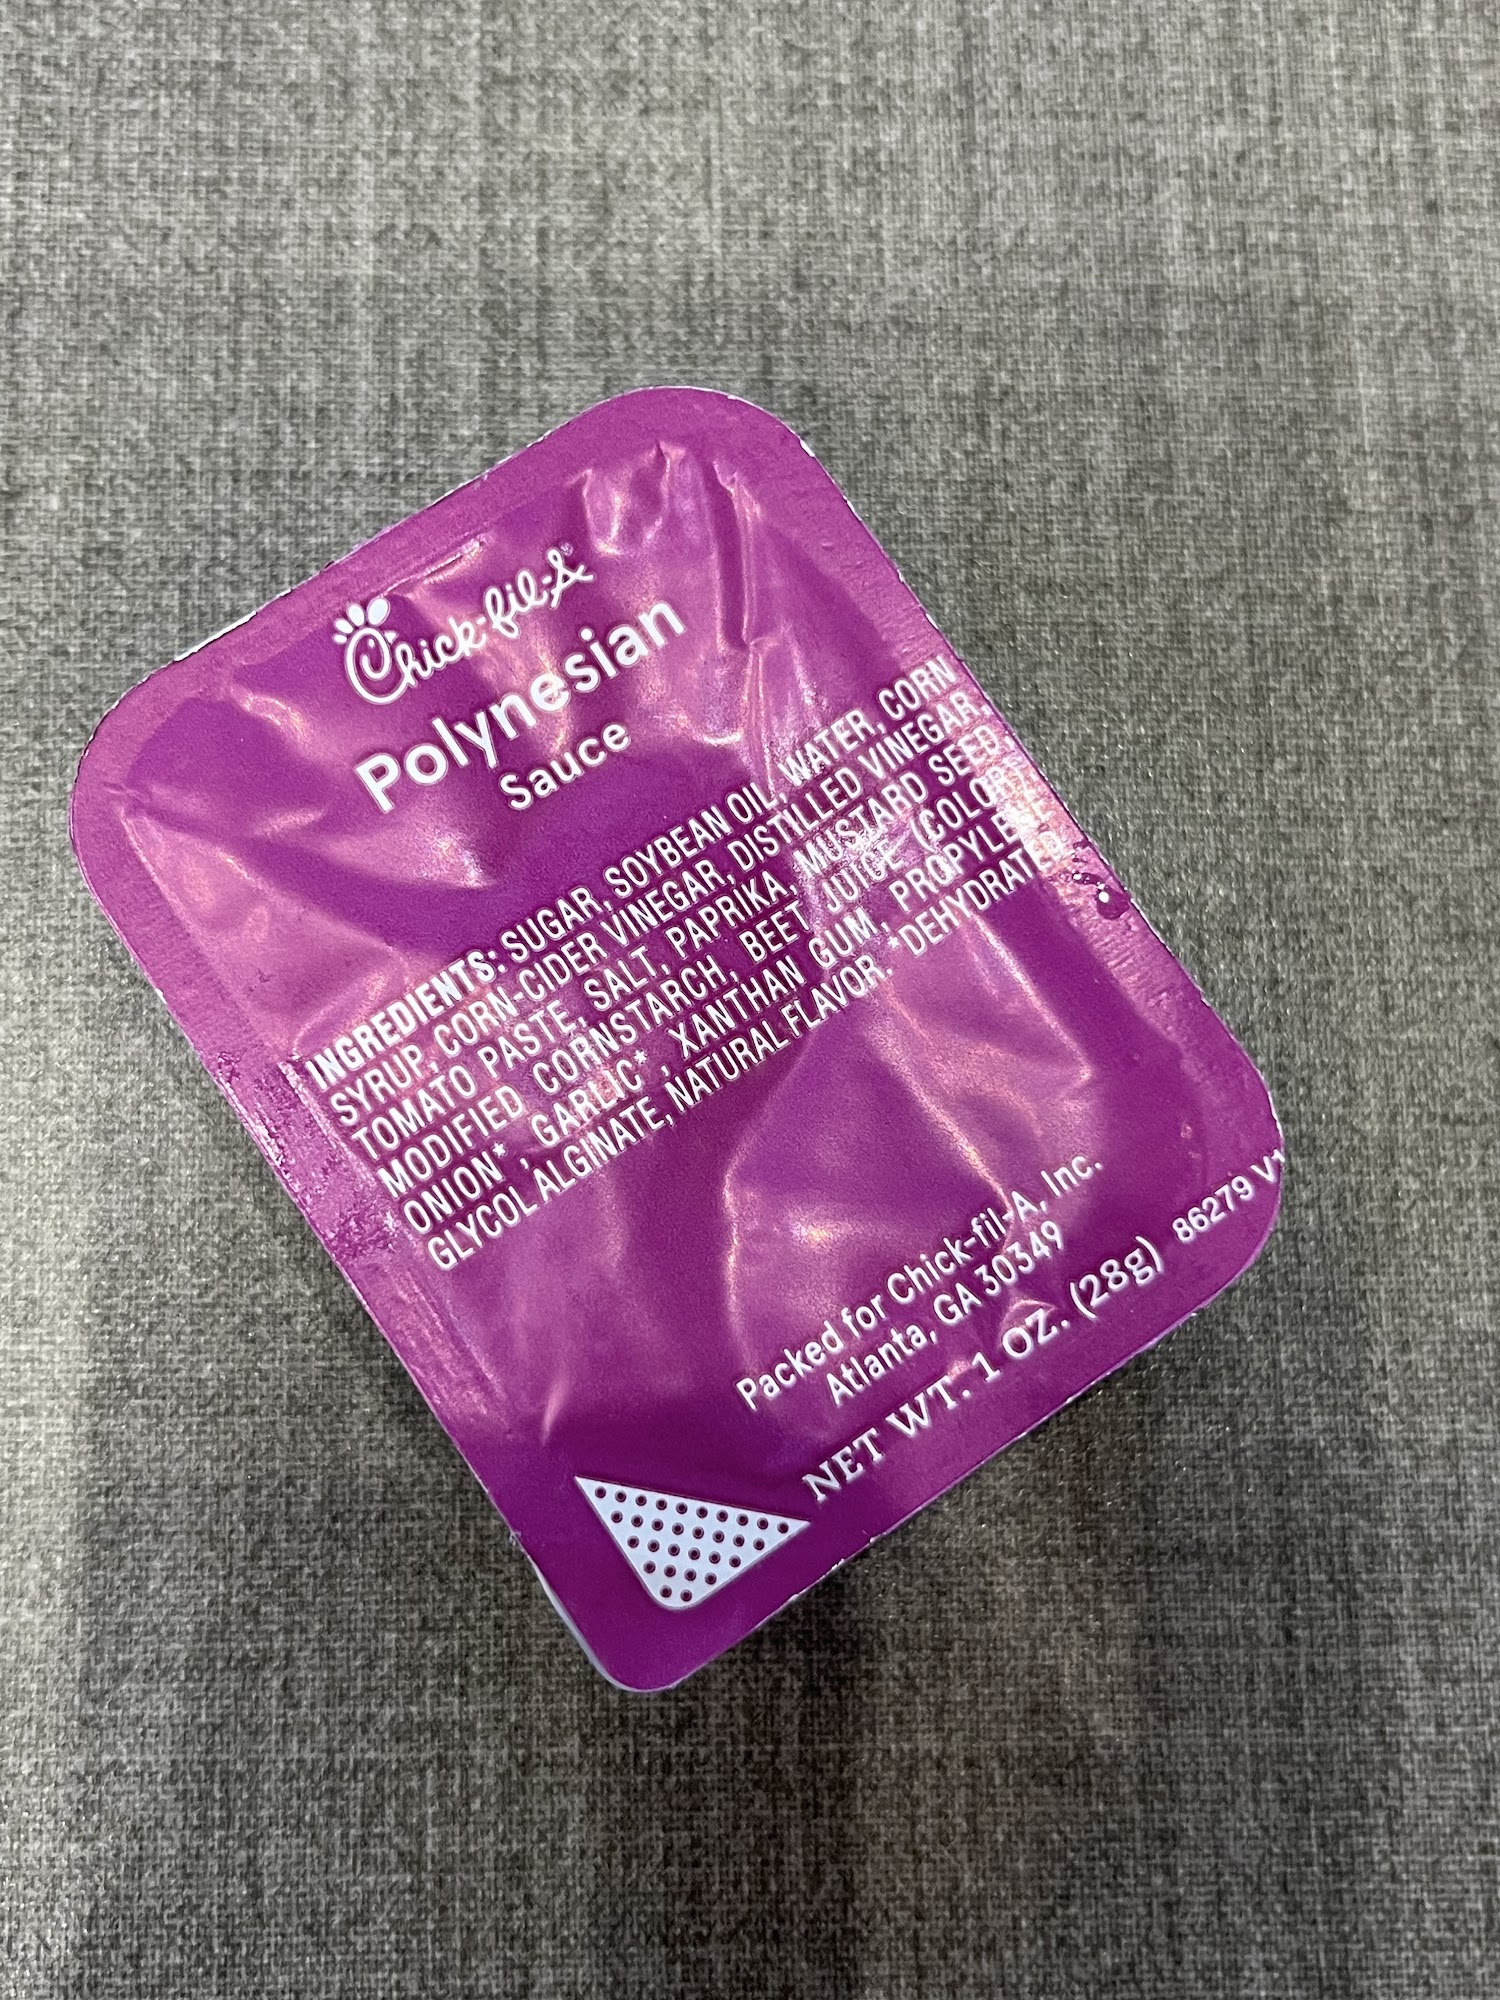 Chick-fil-A
Polynesian
Sauce
INGREDIENTS: SUGAR, SOYBEAN OIL, WATER, CORN
SYRUP, CORN-CIDER VINEGAR, DISTILLED VINEGAR,
TOMATO PASTE, SALT, PAPRIKA, MUSTARD SEED,
MODIFIED CORNSTARCH, BEET JUICE (COLOR),
ONION*, GARLIC*, XANTHAN GUM, PROPYLENE
GLYCOL ALGINATE, NATURAL FLAVOR. *DEHYDRATED
Packed for Chick-fil-A, Inc.
Atlanta, GA 30349
NET WT. 1 OZ. (28g) 86279